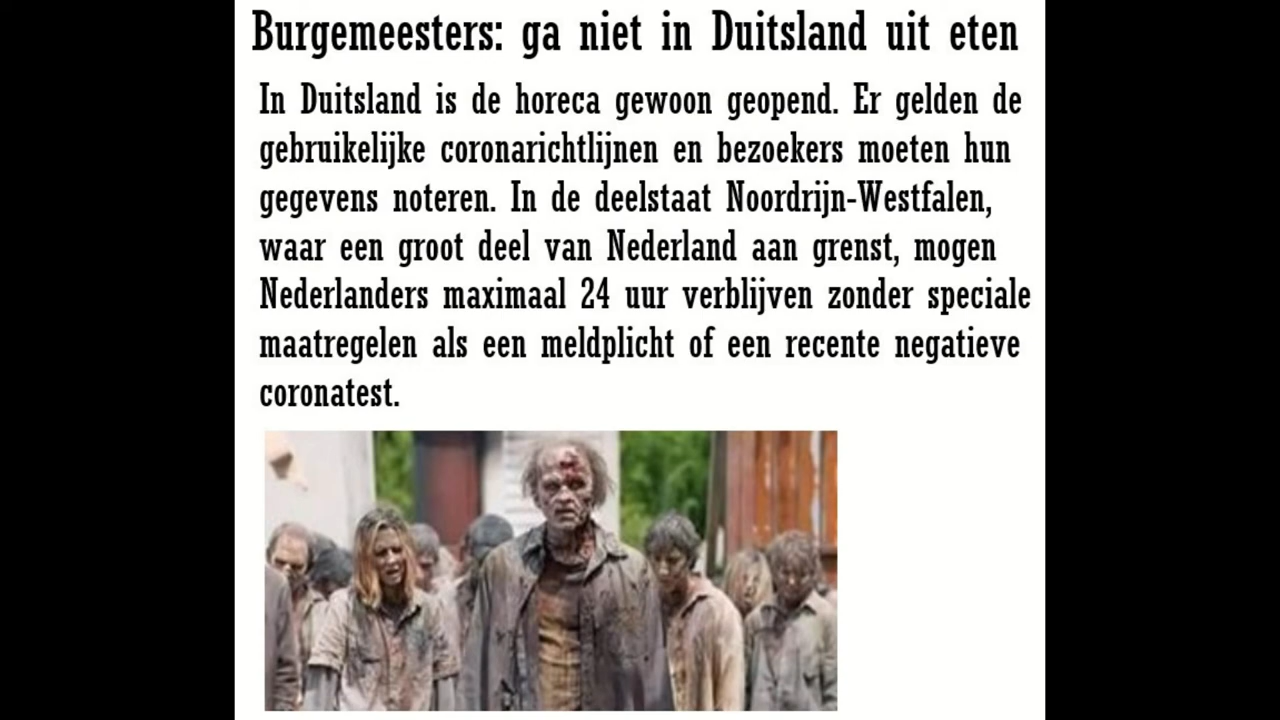 Burgemeesters: ga niet in Duitsland uit eten
In Duitsland is de horeca gewoon geopend. Er gelden de
gebruikelijke coronarichtlijnen en bezoekers moeten hun
gegevens noteren. In de deelstaat Noordrijn-Westfalen,
waar een groot deel van Nederland aan grenst, mogen
Nederlanders maximaal 24 uur verblijven zonder speciale
maatregelen als een meldplicht of een recente negatieve
coronatest.